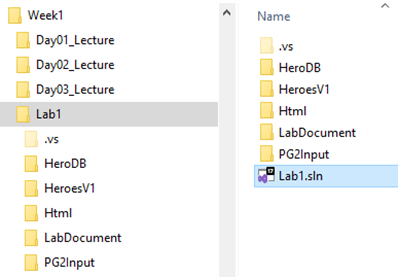 Week1
Day01_Lecture
Day02_Lecture
Day03_Lecture
Lab1
.vs
HeroDB
HeroesV1
Html
LabDocument
PG2Input
Name
.vs
HeroDB
HeroesV1
Html
LabDocument
PG2Input
Lab1.sln